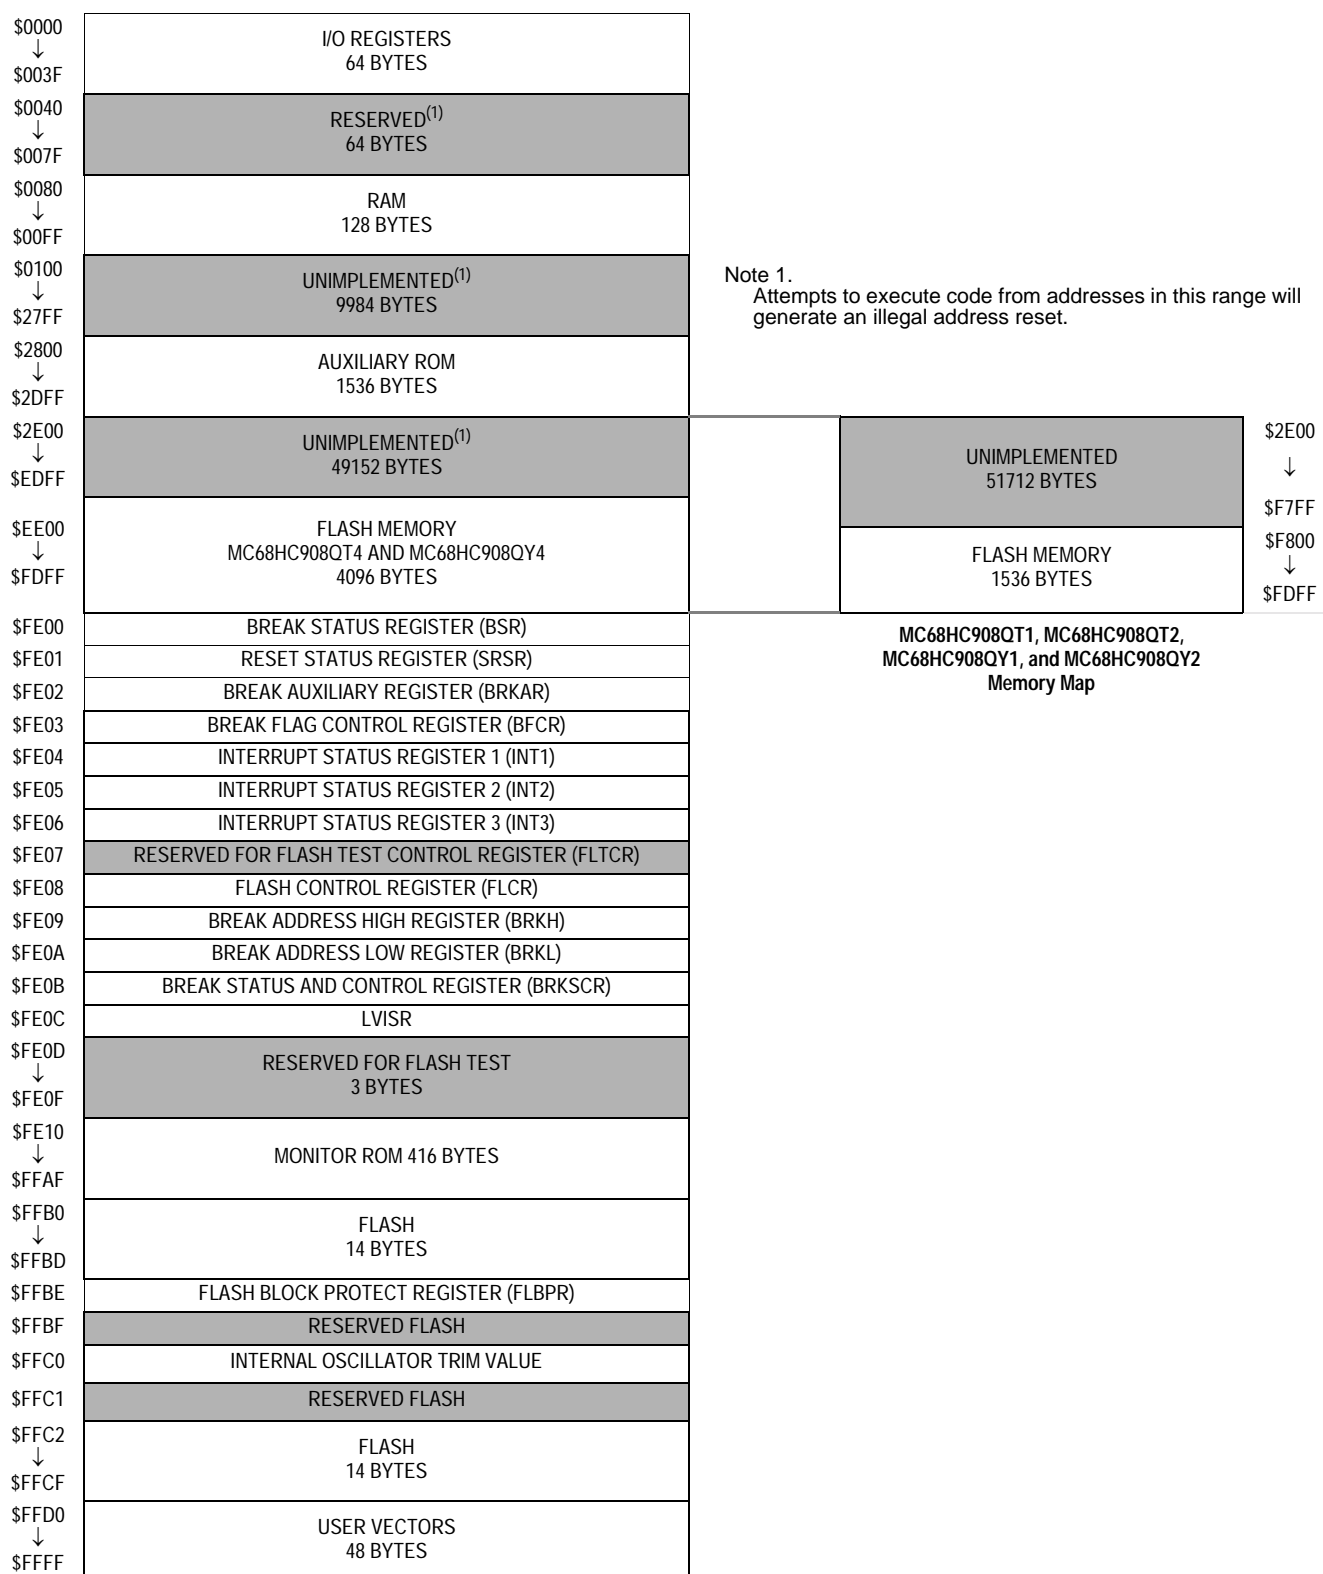 $0000
↓
$003F
I/O REGISTERS
64 BYTES
$0040
↓
$007F
RESERVED(1)
64 BYTES
$0080
↓
$00FF
RAM
128 BYTES
$0100
↓
$27FF
UNIMPLEMENTED(1)
9984 BYTES
Note 1.
Attempts to execute code from addresses in this range will
generate an illegal address reset.
$2800
↓
$2DFF
AUXILIARY ROM
1536 BYTES
$2E00
↓
$EDFF
UNIMPLEMENTED(1)
49152 BYTES
$EE00
↓
$FDFF
FLASH MEMORY
MC68HC908QT4 AND MC68HC908QY4
4096 BYTES
UNIMPLEMENTED
51712 BYTES
$2E00
↓
$F7FF
FLASH MEMORY
1536 BYTES
$F800
↓
$FDFF
MC68HC908QT1, MC68HC908QT2,
MC68HC908QY1, and MC68HC908QY2
Memory Map
$FE00 BREAK STATUS REGISTER (BSR)
$FE01 RESET STATUS REGISTER (SRSR)
$FE02 BREAK AUXILIARY REGISTER (BRKAR)
$FE03 BREAK FLAG CONTROL REGISTER (BFCR)
$FE04 INTERRUPT STATUS REGISTER 1 (INT1)
$FE05 INTERRUPT STATUS REGISTER 2 (INT2)
$FE06 INTERRUPT STATUS REGISTER 3 (INT3)
$FE07 RESERVED FOR FLASH TEST CONTROL REGISTER (FLTCR)
$FE08 FLASH CONTROL REGISTER (FLCR)
$FE09 BREAK ADDRESS HIGH REGISTER (BRKH)
$FE0A BREAK ADDRESS LOW REGISTER (BRKL)
$FE0B BREAK STATUS AND CONTROL REGISTER (BRKSCR)
$FE0C LVISR
$FE0D
↓
$FE0F
RESERVED FOR FLASH TEST
3 BYTES
$FE10
↓
$FFAF
MONITOR ROM 416 BYTES
$FFB0
↓
$FFBD
FLASH
14 BYTES
$FFBE FLASH BLOCK PROTECT REGISTER (FLBPR)
$FFBF RESERVED FLASH
$FFC0 INTERNAL OSCILLATOR TRIM VALUE
$FFC1 RESERVED FLASH
$FFC2
↓
$FFCF
FLASH
14 BYTES
$FFD0
↓
$FFFF
USER VECTORS
48 BYTES